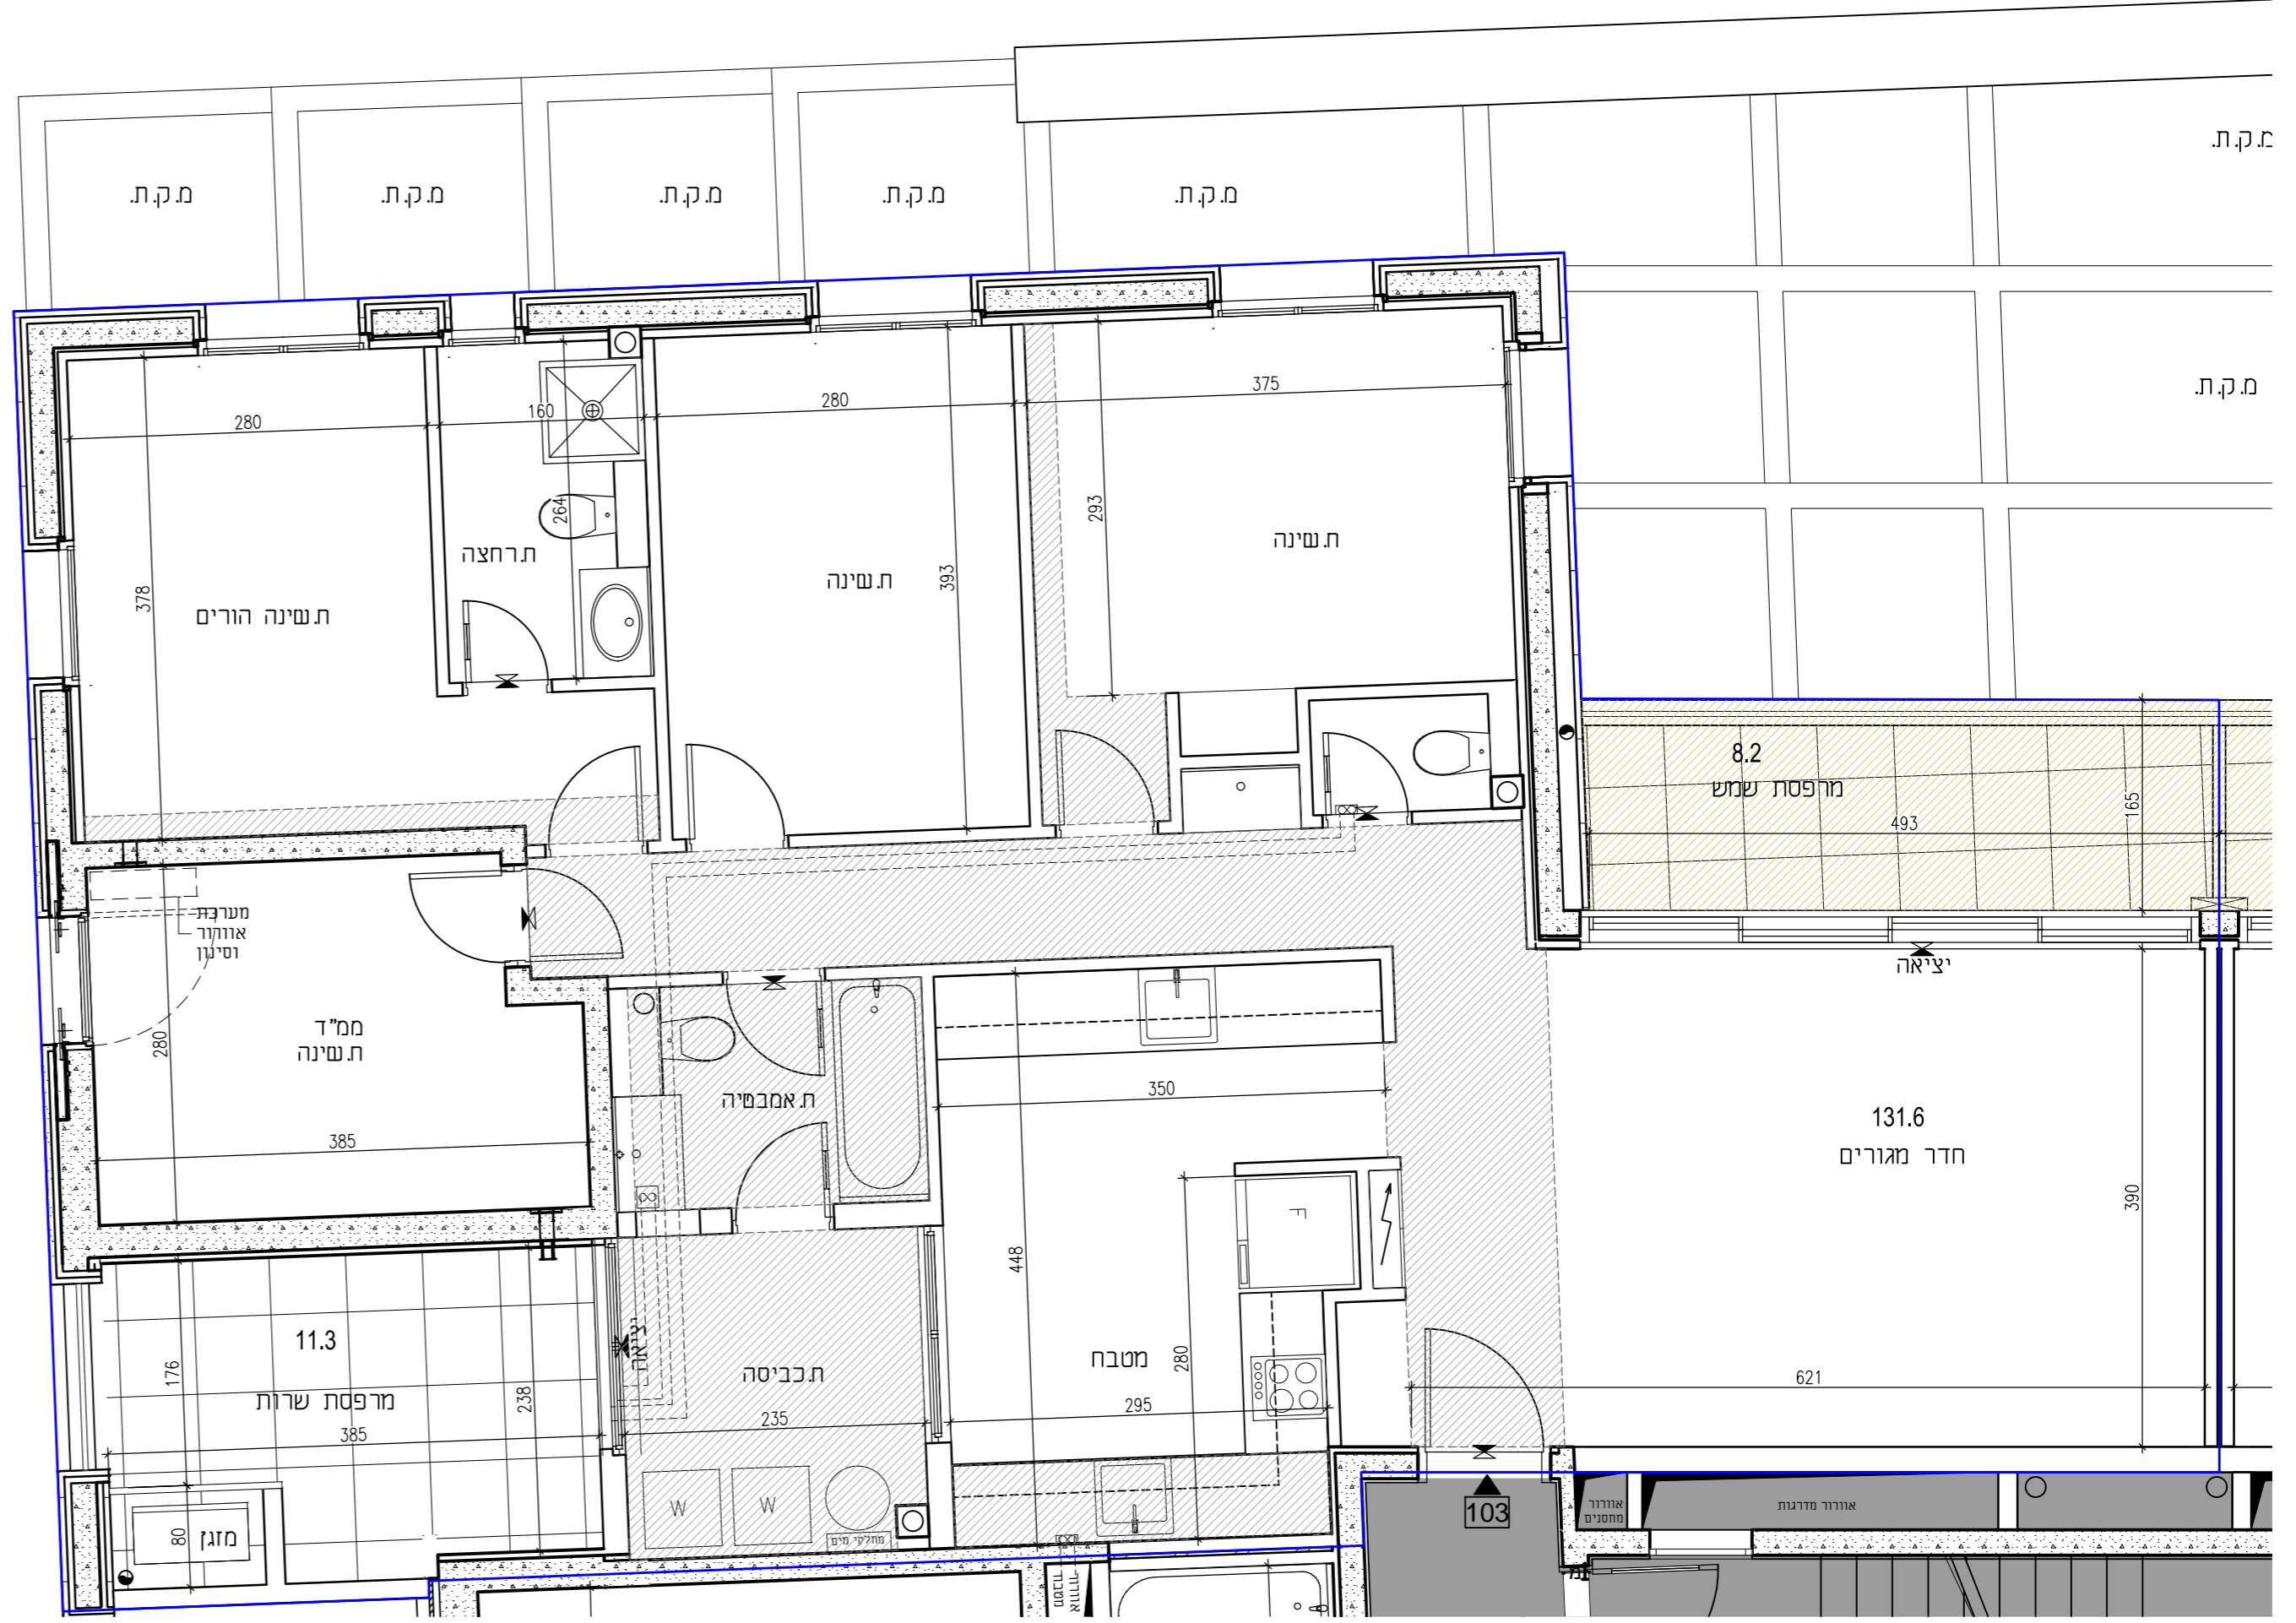 מ.ק.ת.
מ.ק.ת.
מ.ק.ת.
מ.ק.ת.
מ.ק.ת.
מ.ק.ת.
מ.ק.ת.
375
280
160
280
293
264
393
378
ח.שינה
ח.רחצה
ח.שינה
ח.שינה הורים
8.2
מרפסת שמש
165
493
מערכת
אוורור
וסינון
יציאה
ממ"ד
ח.שינה
280
385
ח.אמבטיה
350
131.6
חדר מגורים
390
448
F
280
621
מטבח
295
יציאה
ח.כביסה
235
11.3
מרפסת שרות
176
238
385
W
W
מחלקי מים
מזגן
80
103
אוורור
מחסנים
אוורור מדרגות
אוורור
מטבח